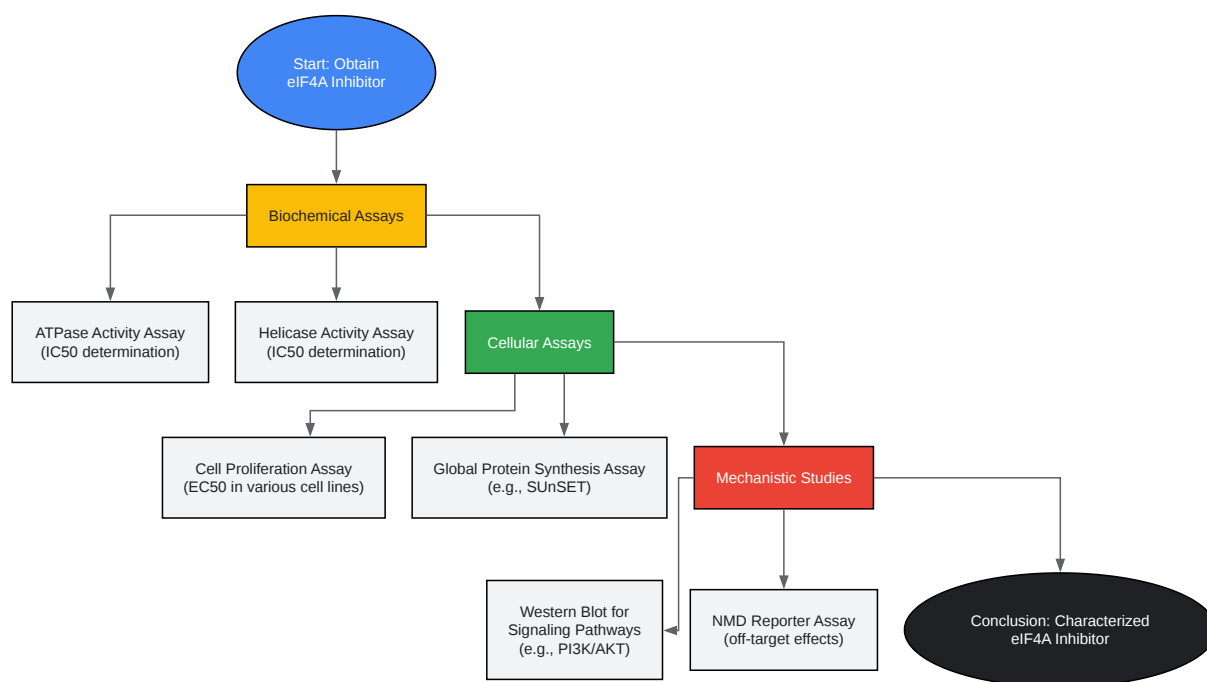 Start: Obtain
eIF4A Inhibitor
Biochemical Assays
ATPase Activity Assay
(IC50 determination)
Helicase Activity Assay
(IC50 determination)
Cellular Assays
Cell Proliferation Assay
(EC50 in various cell lines)
Global Protein Synthesis Assay
(e.g., SUnSET)
Mechanistic Studies
Western Blot for
Signaling Pathways
(e.g., PI3K/AKT)
NMD Reporter Assay
(off-target effects)
Conclusion: Characterized
eIF4A Inhibitor